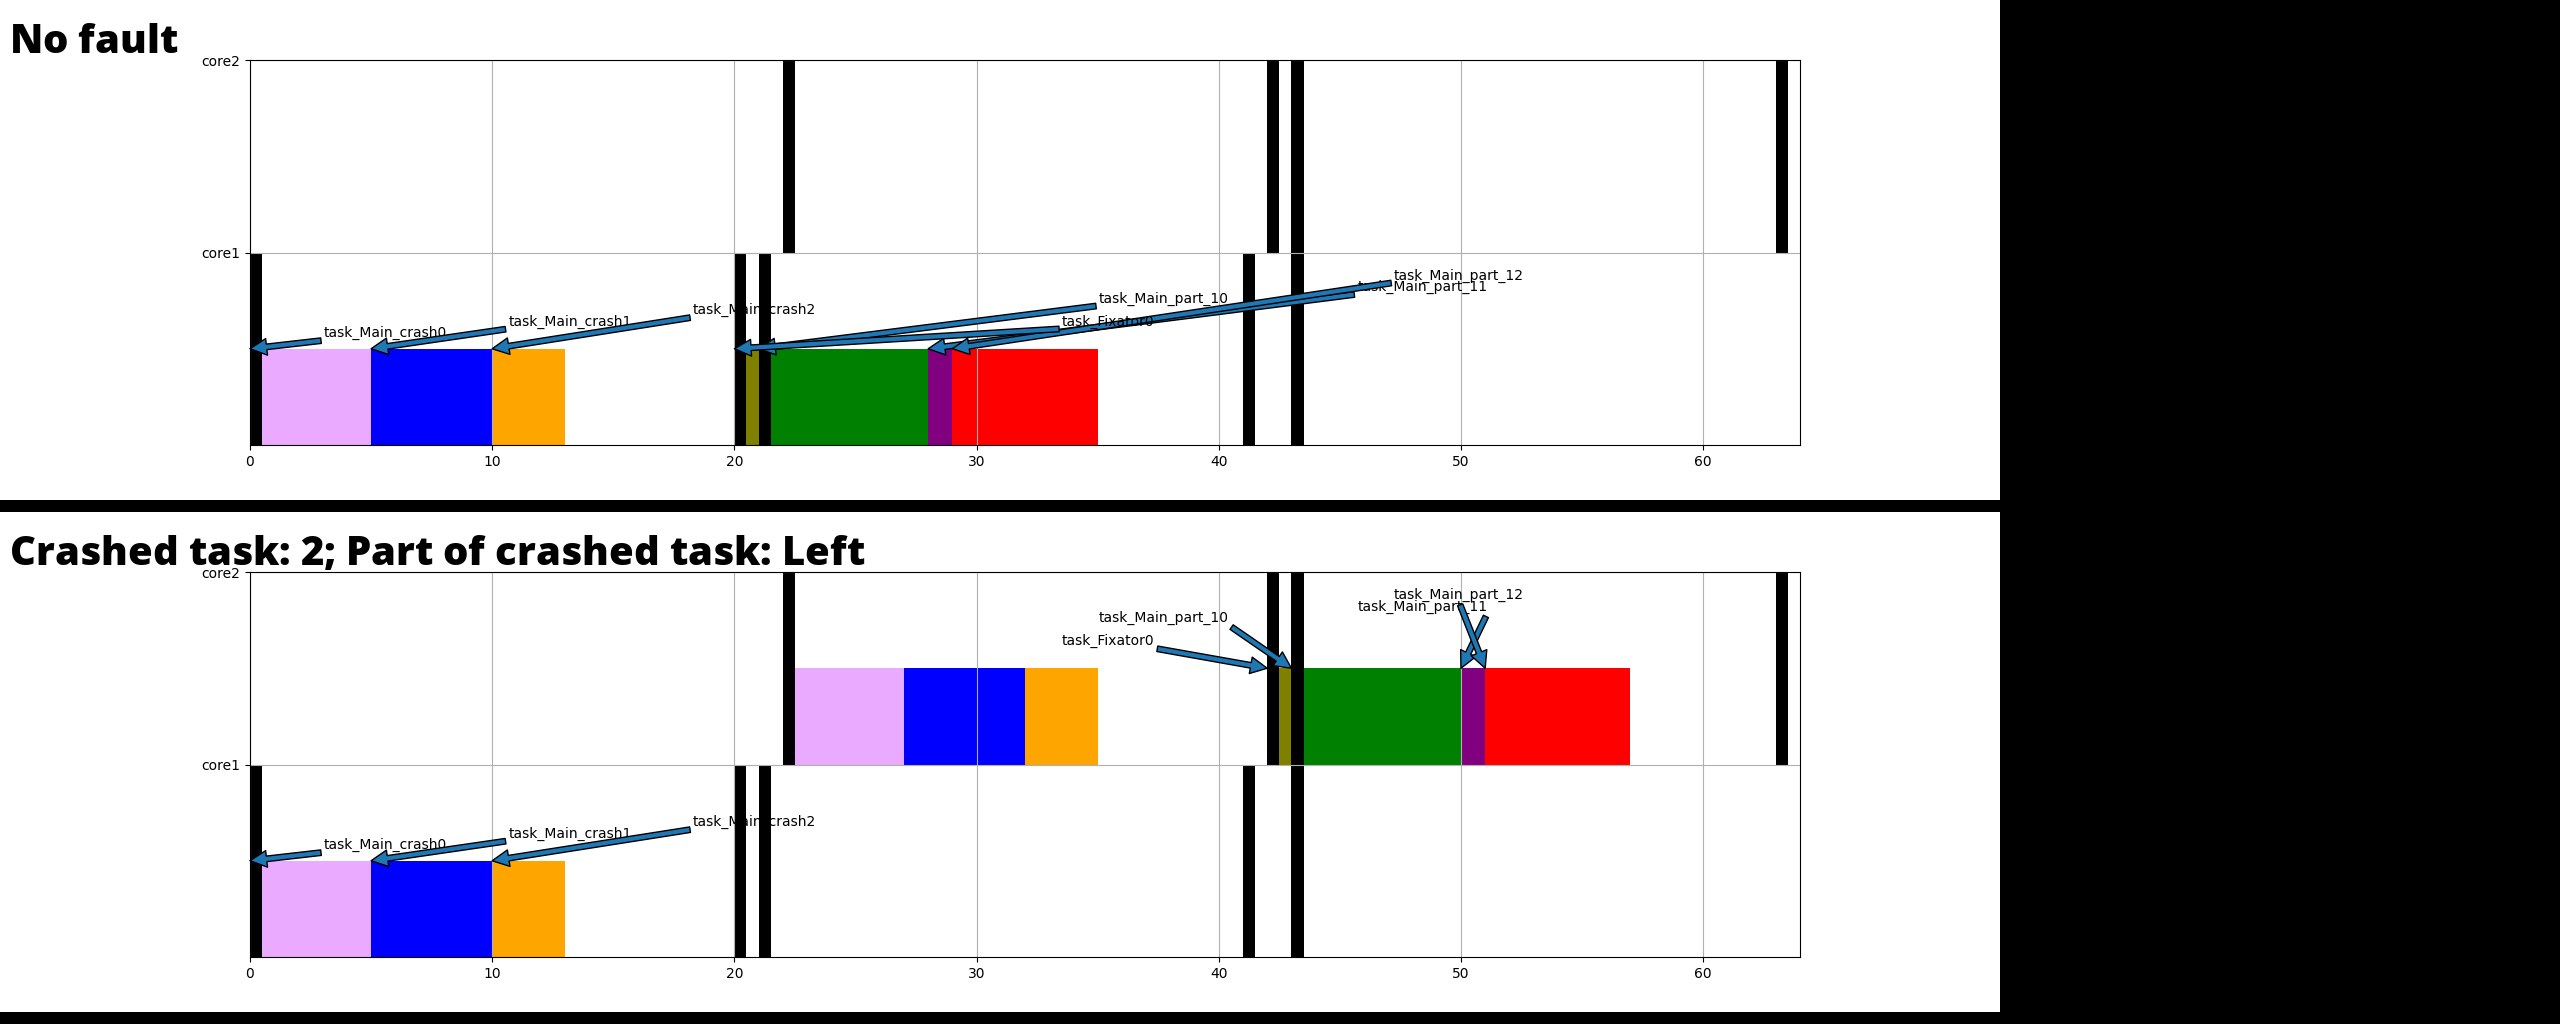 No fault
core2
core1
task_Main_part_12
task_Main_part_11
task_Main_part_10
task_Main_crash2
task_Main_crash1
task_Fixator0
task_Main_crash0
0 10 20 30 40 50 60
Crashed task: 2; Part of crashed task: Left
core2
task_Main_part_12
task_Main_part_11
task_Main_part_10
task_Fixator0
core1
task_Main_crash2
task_Main_crash1
task_Main_crash0
0 10 20 30 40 50 60